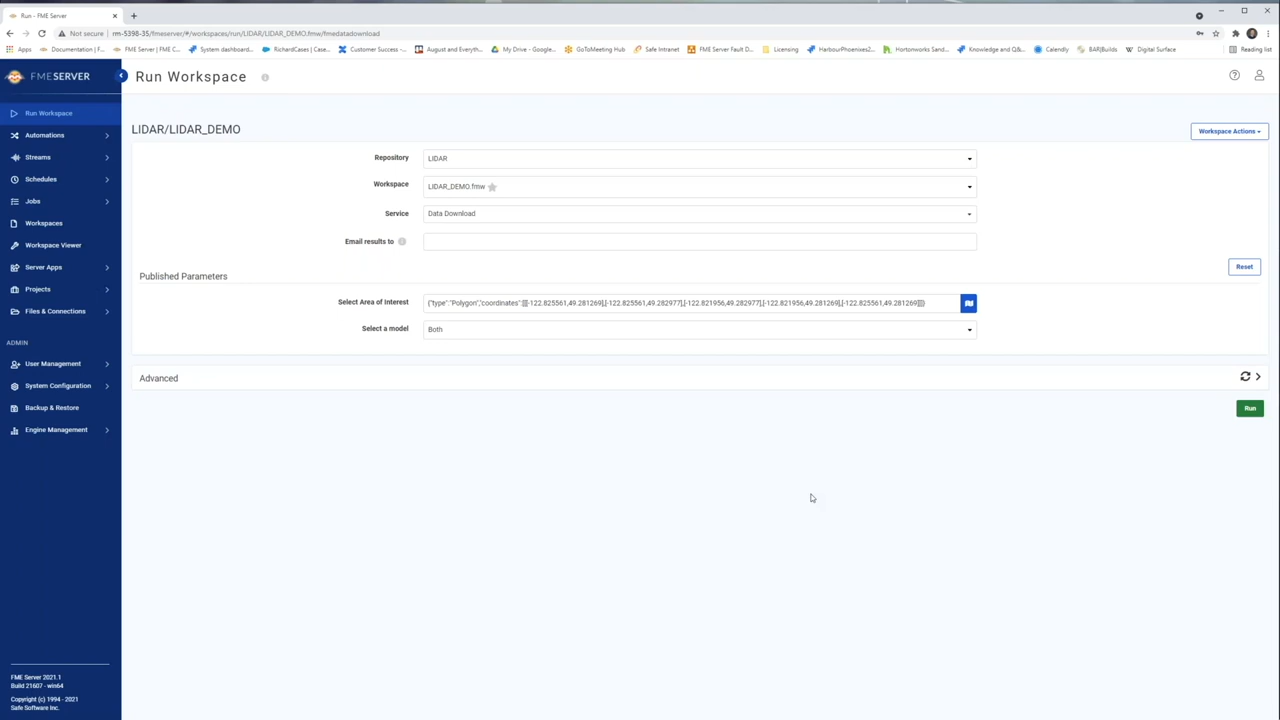 Run - FME Server
Not secure | rm-5398-35/fmeserver/#/workspaces/run/LIDAR/LIDAR_DEMO.fmw/fmedatadownload
Apps Documentation | F... FME Server | FME C... System dashboard... RichardCases | Case... Customer Success -... August and Everyth... My Drive - Google... GoToMeeting Hub Safe Intranet FME Server Fault D... Licensing HarbourPhoenixes2... Hortonworks Sand... Knowledge and Q&A... Calendly BAR|Builds Digital Surface Reading list
FMESERVER
Run Workspace
Run Workspace
Automations
Streams
Schedules
Jobs
Workspaces
Workspace Viewer
Server Apps
Projects
Files & Connections
ADMIN
User Management
System Configuration
Backup & Restore
Engine Management
FME Server 2021.1
Build 21607 - win64
Copyright (c) 1994 - 2021
Safe Software Inc.
LIDAR/LIDAR_DEMO
Workspace Actions
Repository LIDAR
Workspace LIDAR_DEMO.fmw
Service Data Download
Email results to
Reset
Published Parameters
Select Area of Interest {"type":"Polygon","coordinates":[[[-122.825561,49.281269],[-122.825561,49.282977],[-122.821956,49.282977],[-122.821956,49.281269],[-122.825561,49.281269]]]}
Select a model Both
Advanced
Run